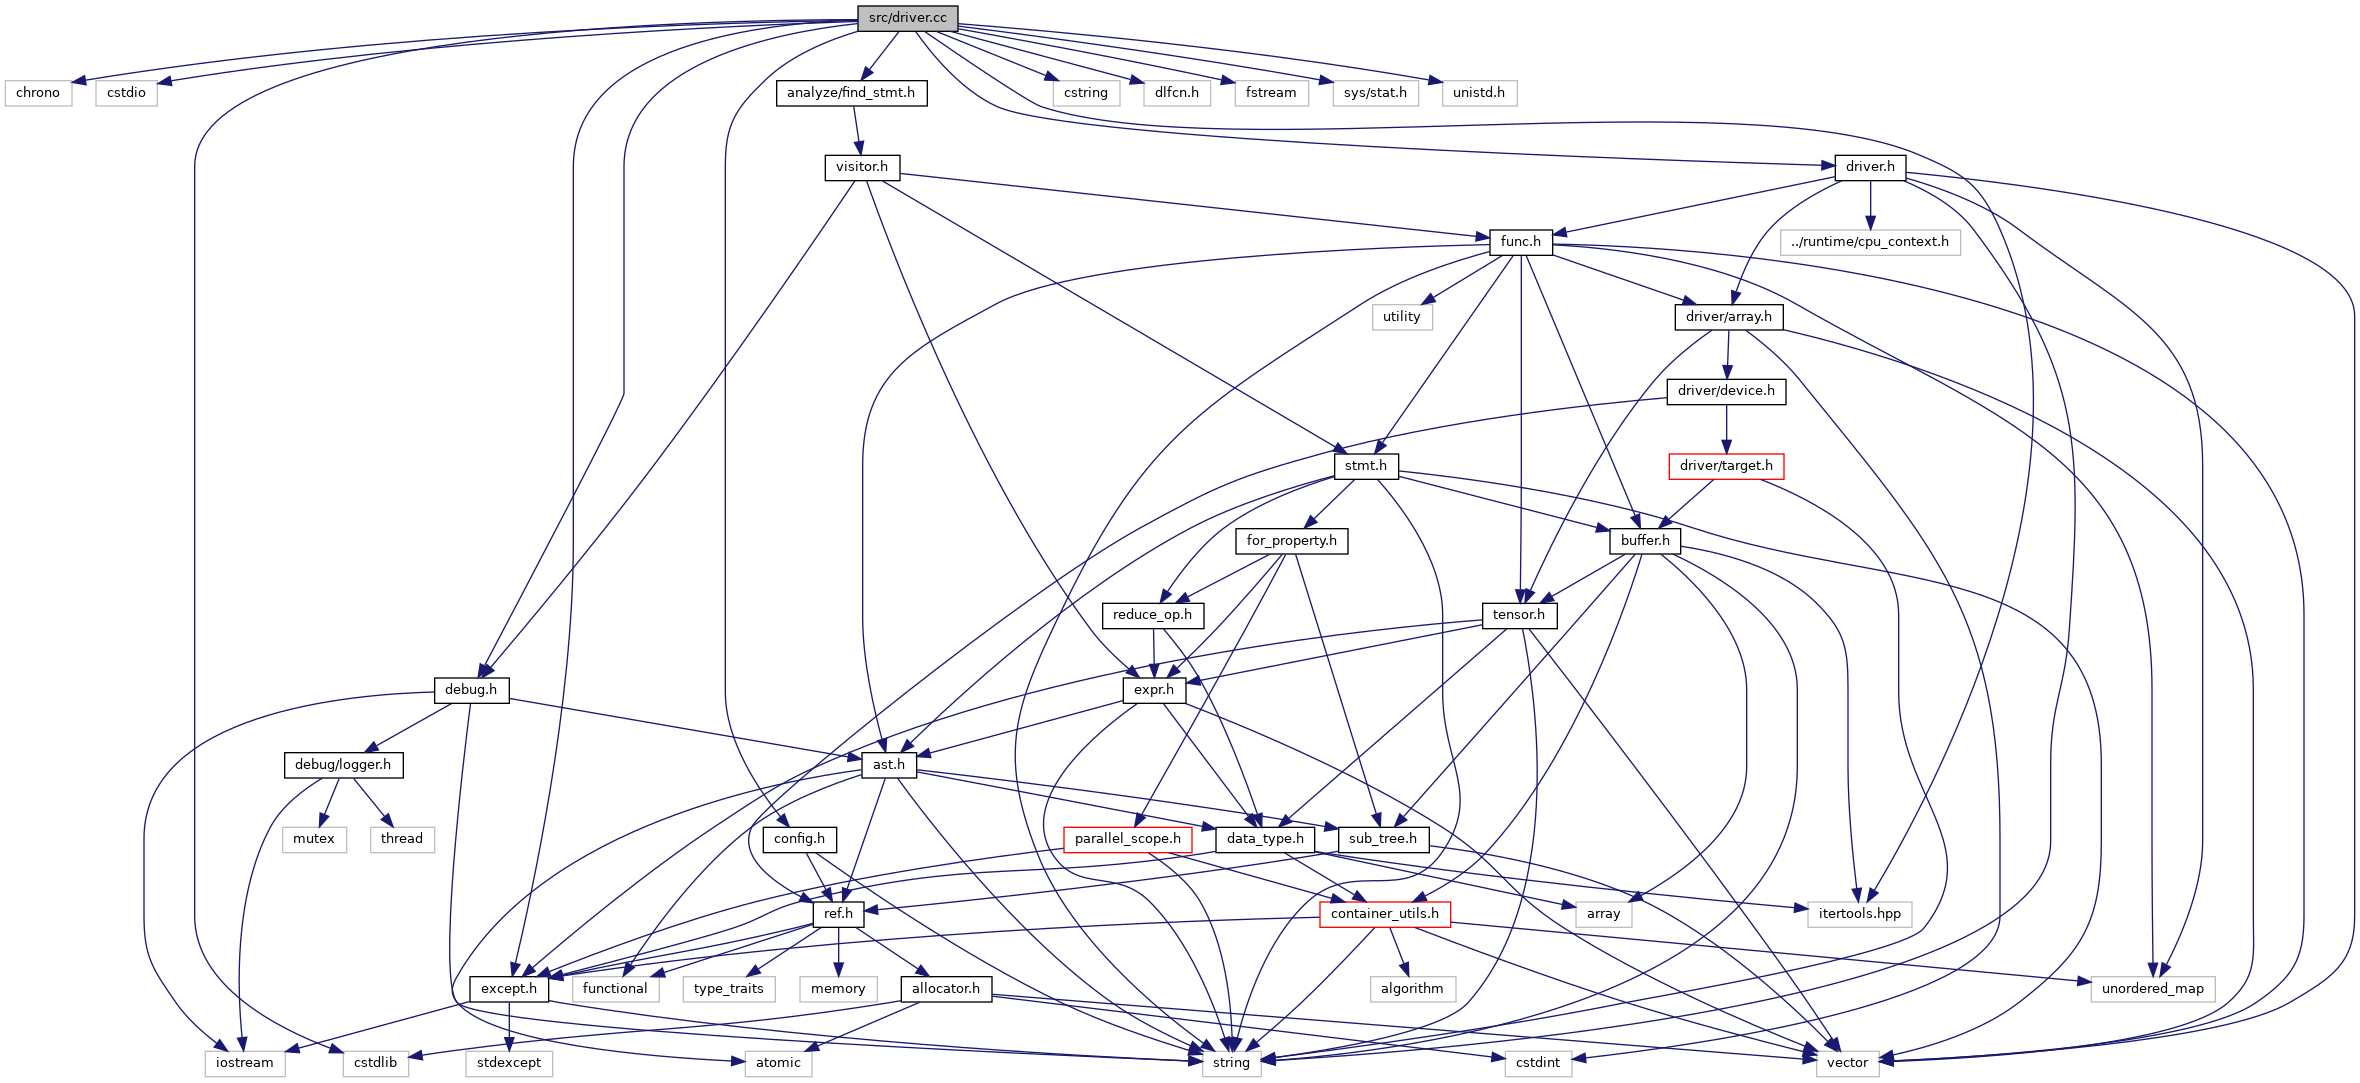 src/driver.cc
chrono
cstdio
analyze/find_stmt.h
cstring
dlfcn.h
fstream
sys/stat.h
unistd.h
visitor.h
driver.h
func.h
../runtime/cpu_context.h
utility
driver/array.h
driver/device.h
stmt.h
driver/target.h
for_property.h
buffer.h
reduce_op.h
tensor.h
debug.h
expr.h
debug/logger.h
ast.h
mutex
thread
config.h
parallel_scope.h
data_type.h
sub_tree.h
ref.h
container_utils.h
array
itertools.hpp
except.h
functional
type_traits
memory
allocator.h
algorithm
unordered_map
iostream
cstdlib
stdexcept
atomic
string
cstdint
vector